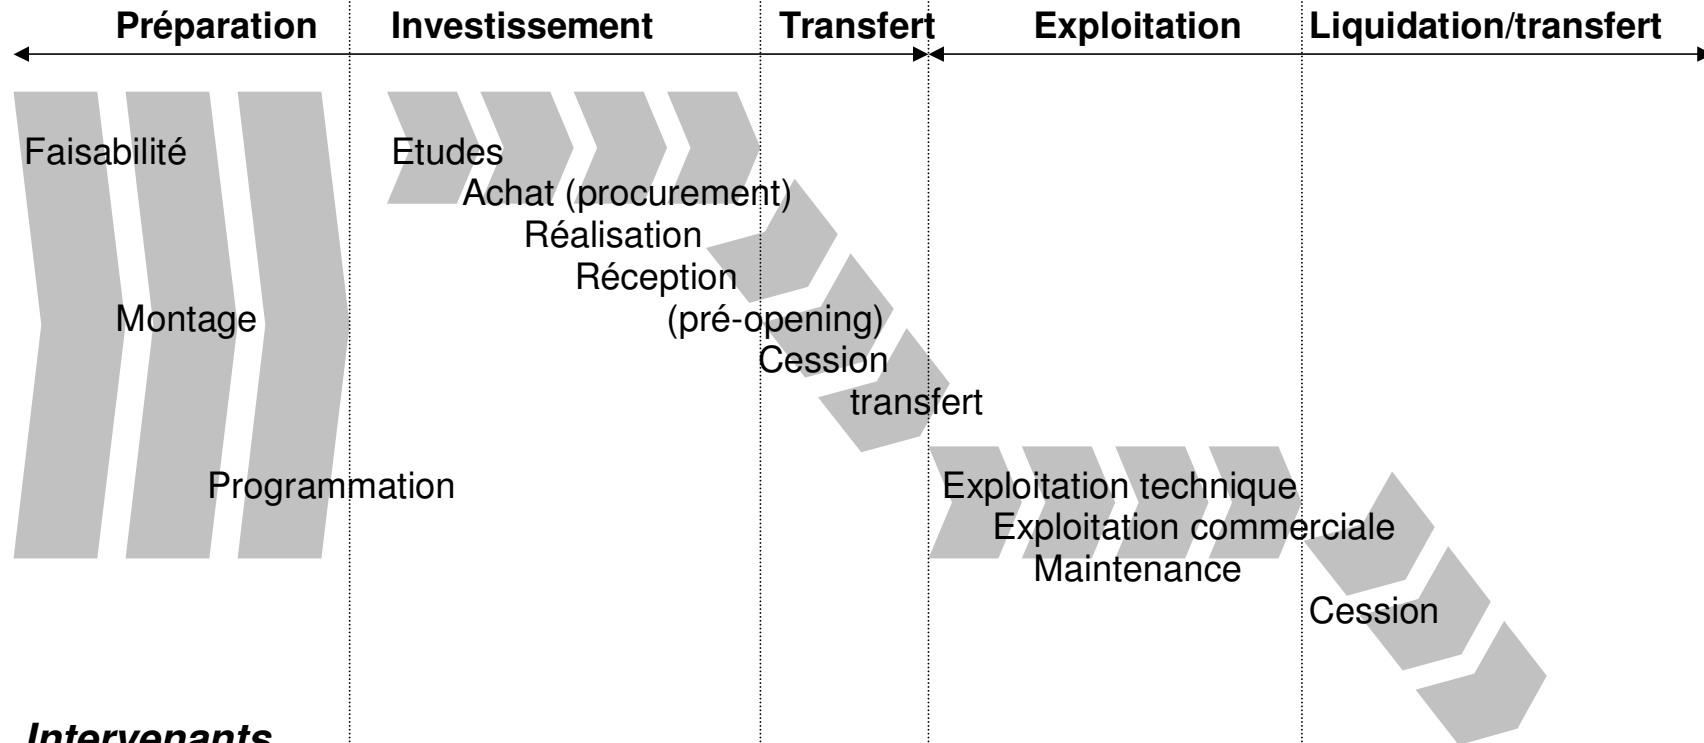 Préparation
Investissement
Transfert
Exploitation
Liquidation/transfert
Faisabilité
Etudes
Achat (procurement)
Réalisation
Réception
Montage
(pré-opening)
Cession
transfert
Programmation
Exploitation technique
Exploitation commerciale
Maintenance
Cession
Intervenants